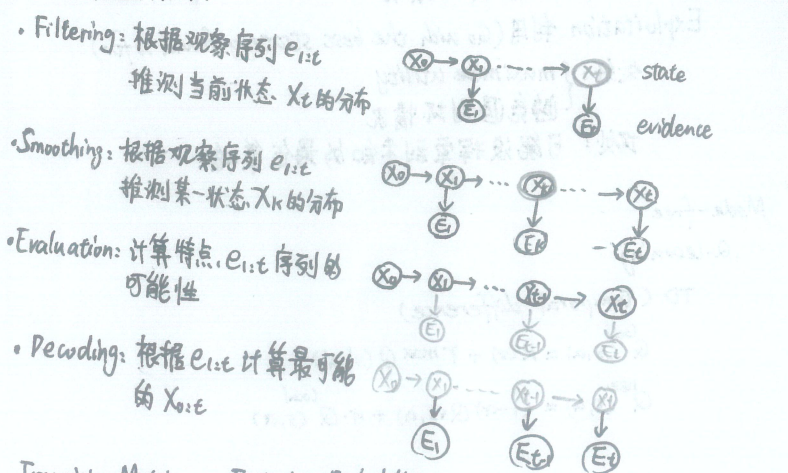 · Filtering: 根据观察序列 e1:t
推测当前状态 Xt 的分布
X0 X1 Xt state
E1 Et evidence
· Smoothing: 根据观察序列 e1:t
推测某一状态 Xk 的分布
X0 X1 Xk Xt
E1 Ek Et
· Evaluation: 计算特点 e1:t 序列的
可能性
X0 X1 Xt-1 Xt
E1 Et-1 Et
· Decoding: 根据 e1:t 计算最可能
的 X0:t
X0 X1 Xt-1 Xt
E1 Et-1 Et